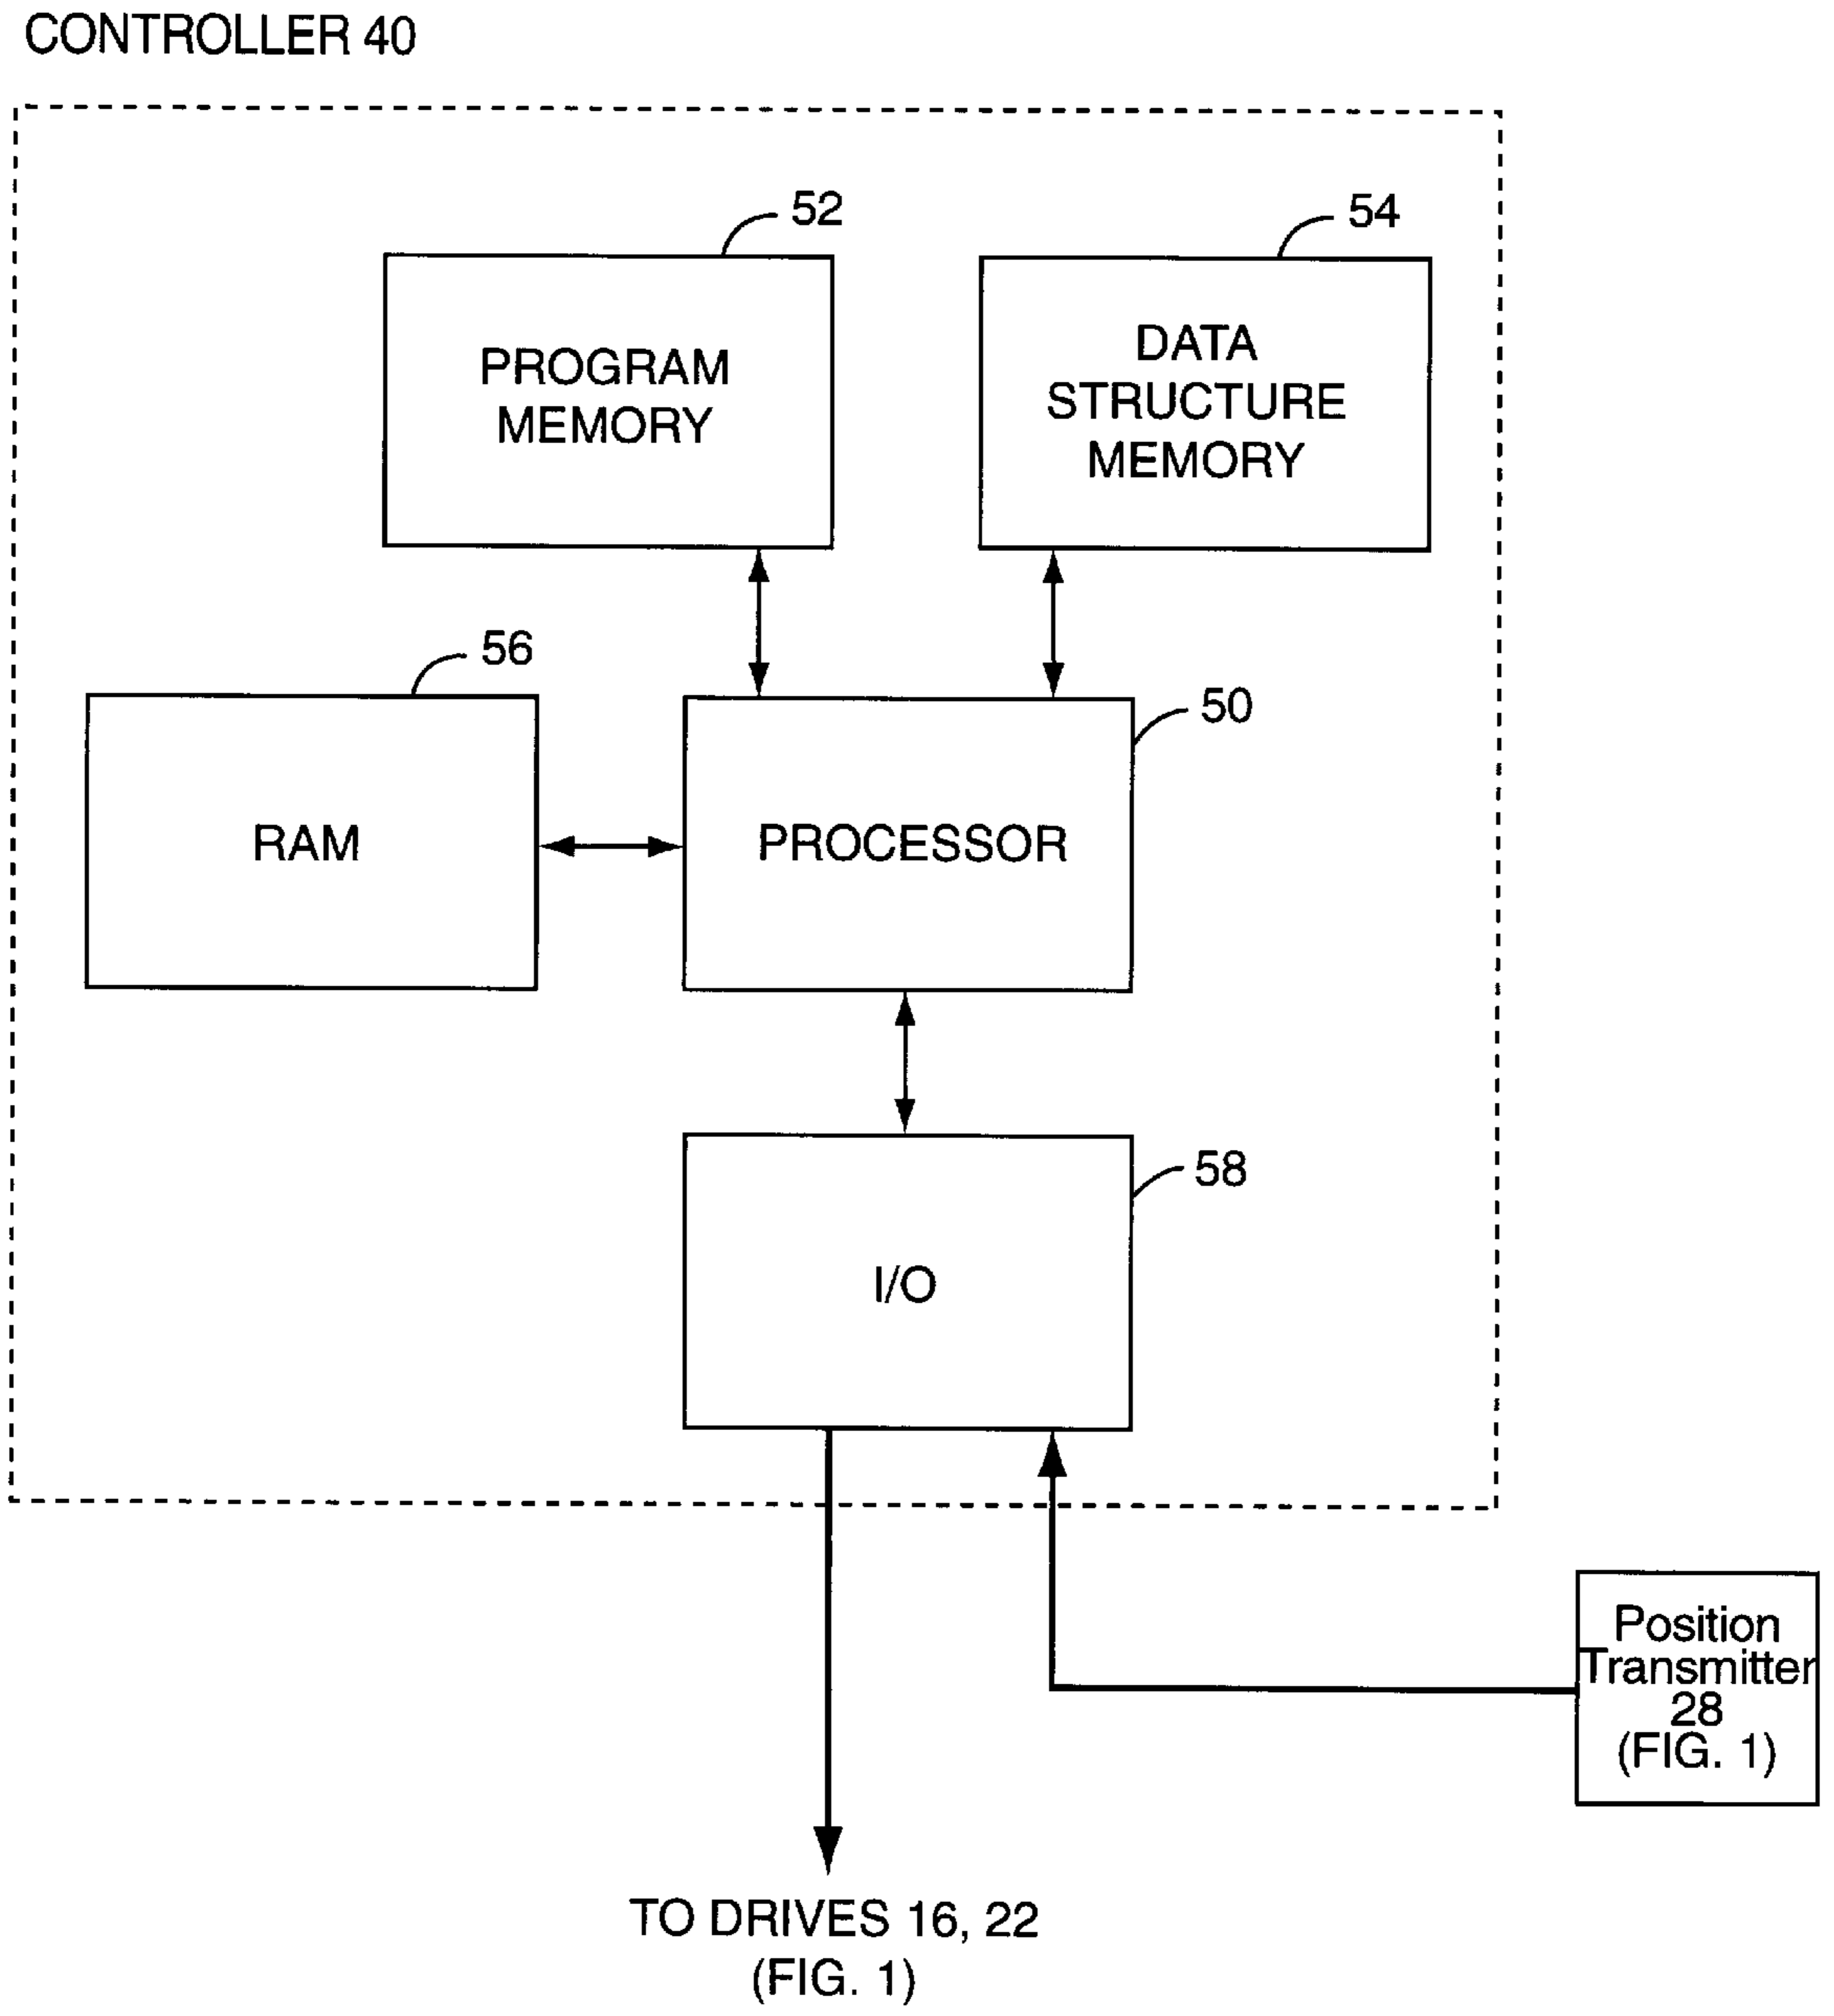 CONTROLLER 40
52
54
PROGRAM
MEMORY
DATA
STRUCTURE
MEMORY
56
50
RAM
PROCESSOR
58
I/O
Position
Transmitter
28
(FIG. 1)
TO DRIVES 16, 22
(FIG. 1)